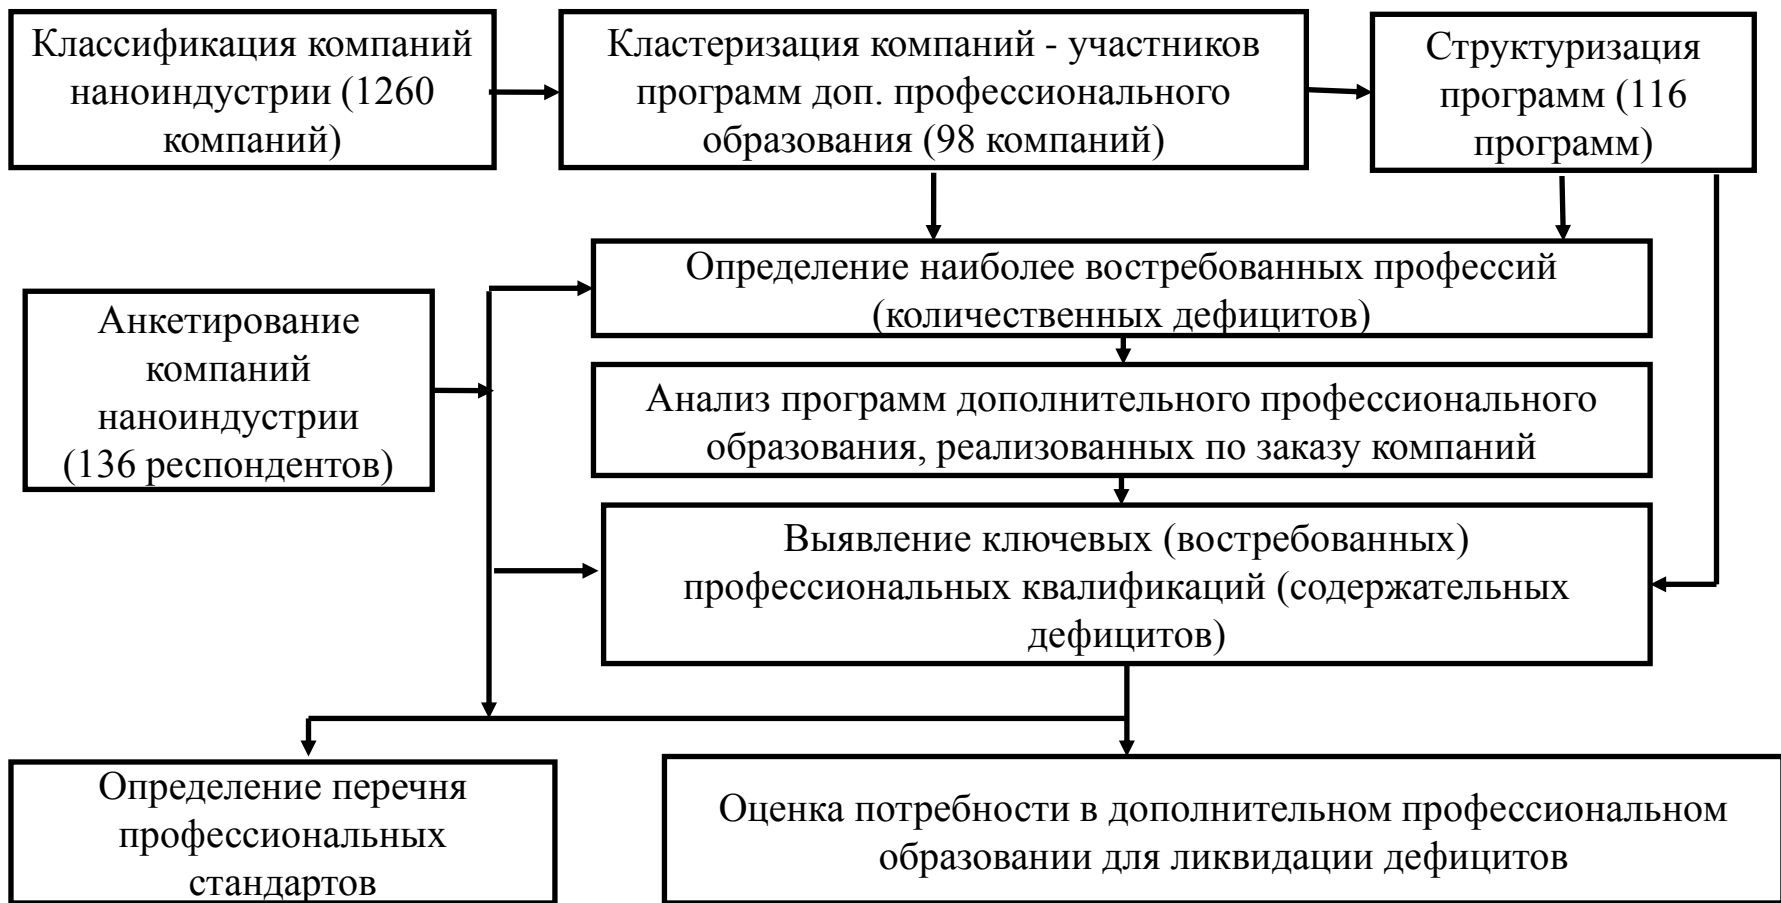 Классификация компаний
наноиндустрии (1260
компаний)
Кластеризация компаний - участников
программ доп. профессионального
образования (98 компаний)
Структуризация
программ (116
программ)
Определение наиболее востребованных профессий
(количественных дефицитов)
Анкетирование
компаний
наноиндустрии
(136 респондентов)
Анализ программ дополнительного профессионального
образования, реализованных по заказу компаний
Выявление ключевых (востребованных)
профессиональных квалификаций (содержательных
дефицитов)
Определение перечня
профессиональных
стандартов
Оценка потребности в дополнительном профессиональном
образовании для ликвидации дефицитов